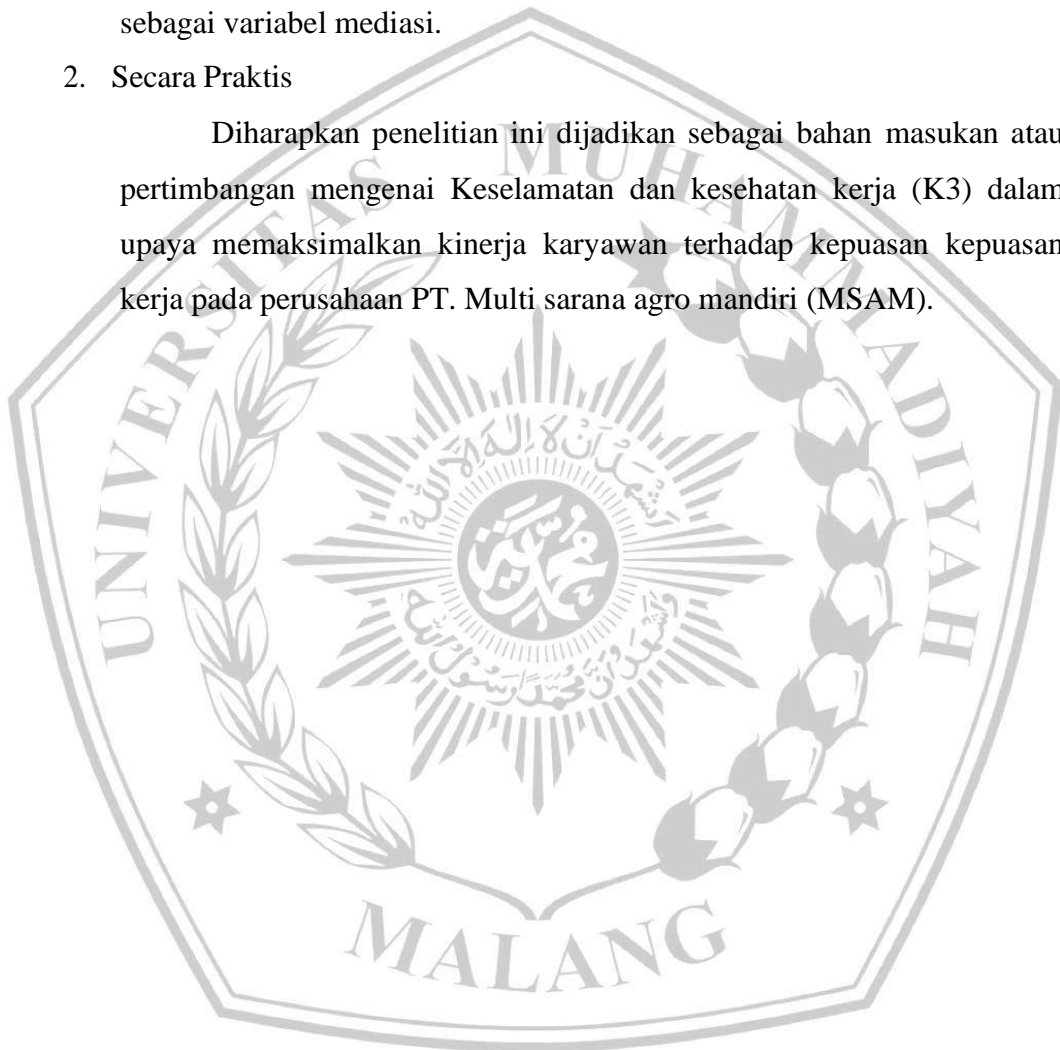 sebagai variabel mediasi.
2. Secara Praktis
Diharapkan penelitian ini dijadikan sebagai bahan masukan atau
pertimbangan mengenai Keselamatan dan kesehatan kerja (K3) dalam
upaya memaksimalkan kinerja karyawan terhadap kepuasan kepuasan
kerja pada perusahaan PT. Multi sarana agro mandiri (MSAM).
UNIVERSITAS MUHAMMADIYAH
MALANG